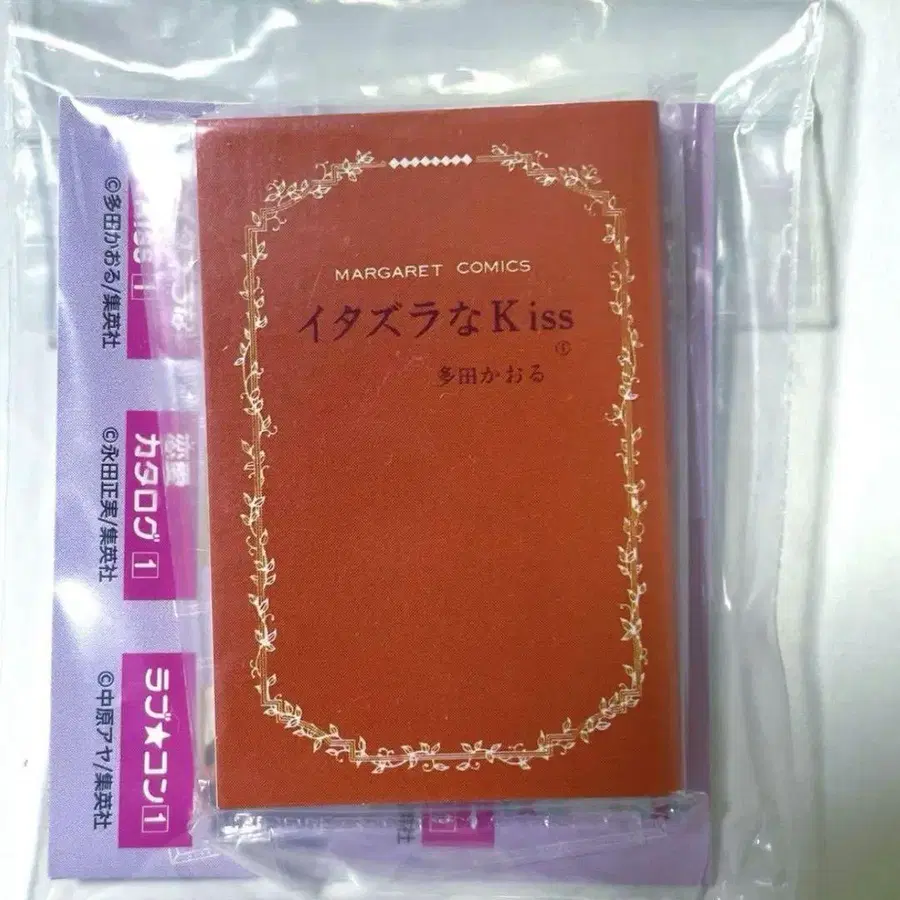 MARGARET COMICS
イタズラなKiss
①
多田かおる
Kiss 1
©多田かおる/集英社
恋愛
カタログ 1
©永田正実/集英社
ラブ★コン 1
©中原アヤ/集英社